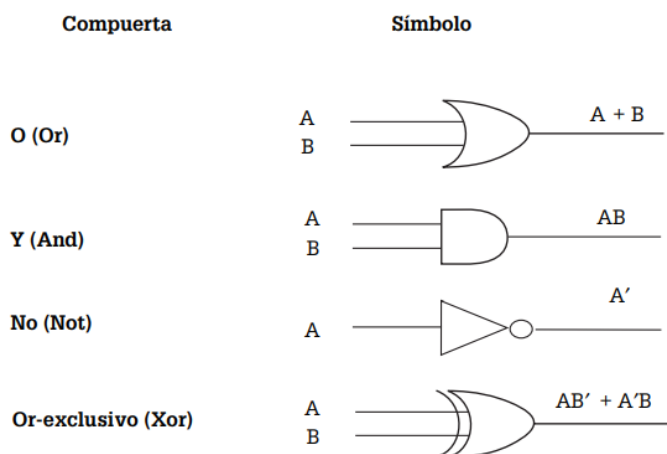 Compuerta Símbolo
O (Or)
A
B
A + B
Y (And)
A
B
AB
No (Not)
A
A′
Or-exclusivo (Xor)
A
B
AB′ + A′B